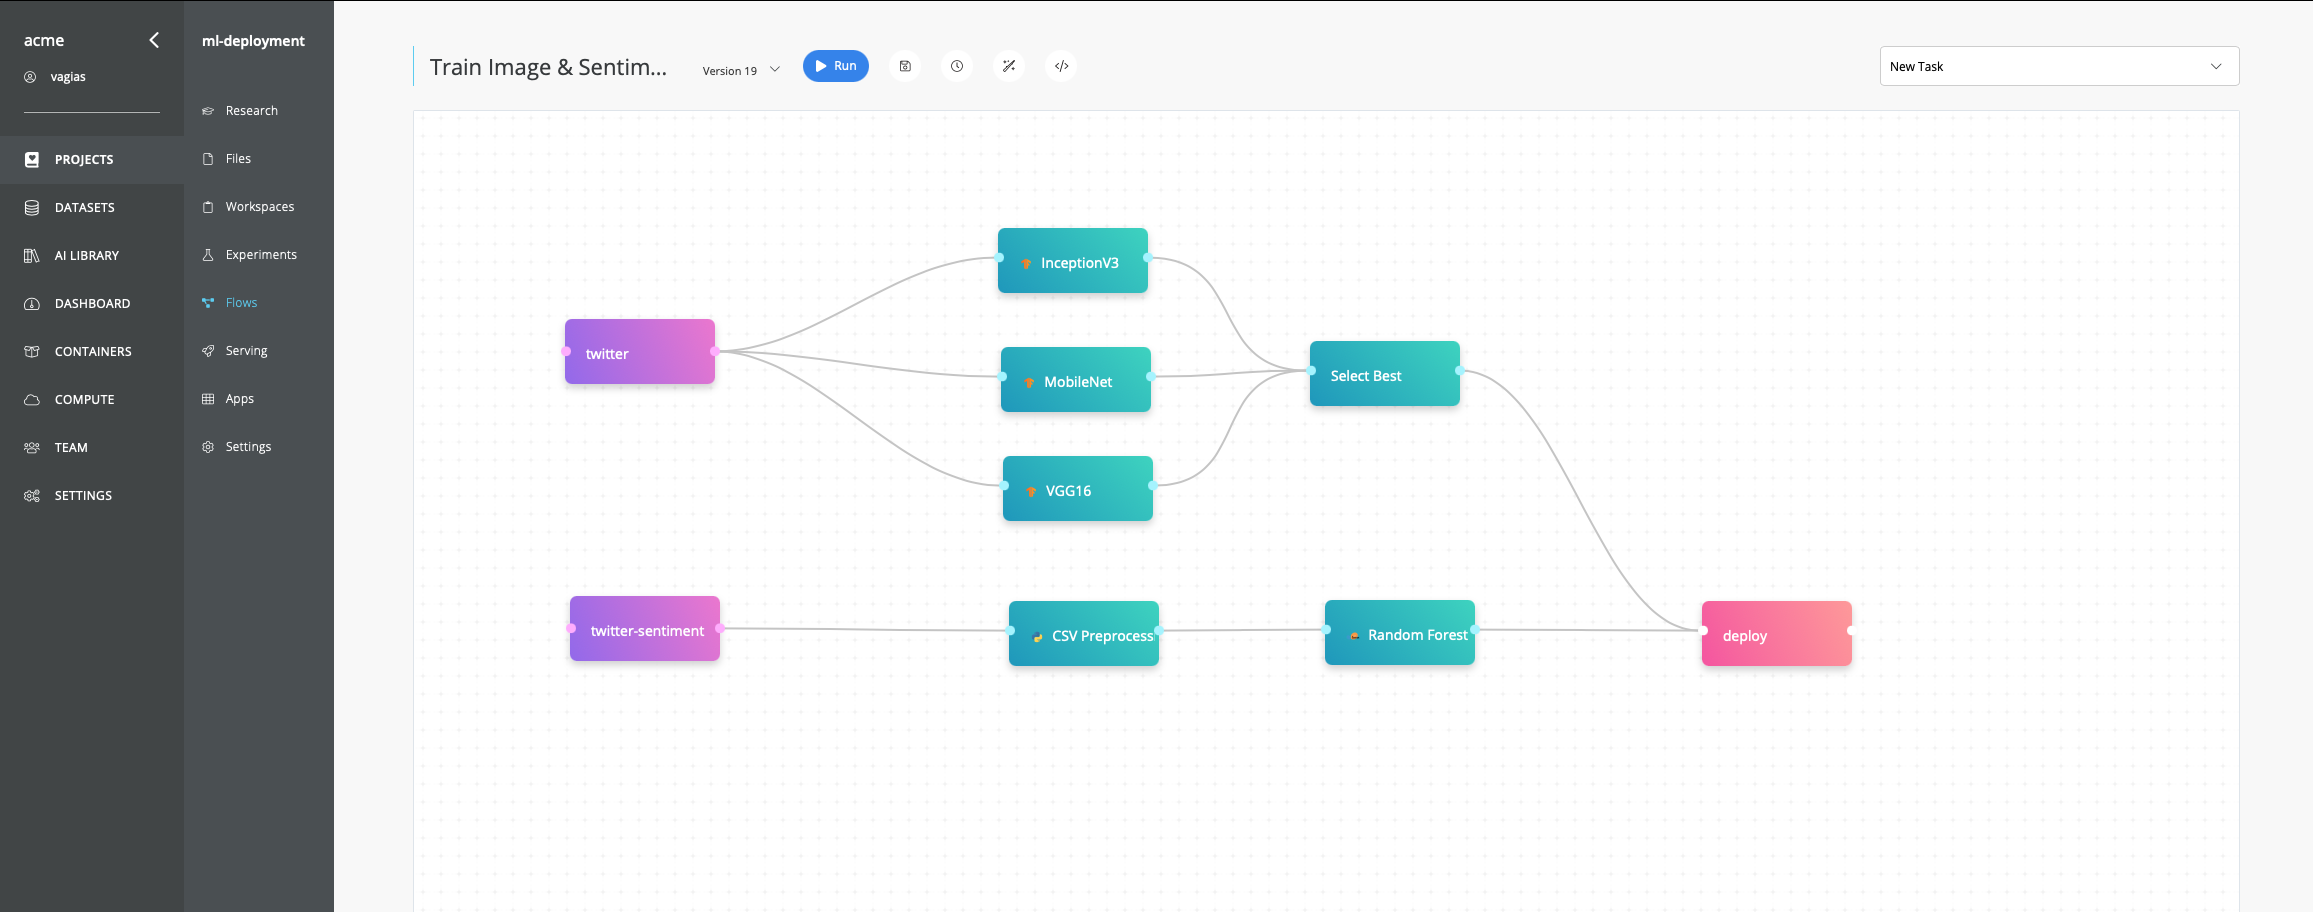 acme
vagias
PROJECTS
DATASETS
AI LIBRARY
DASHBOARD
CONTAINERS
COMPUTE
TEAM
SETTINGS
ml-deployment
Research
Files
Workspaces
Experiments
Flows
Serving
Apps
Settings
Train Image & Sentim...
Version 19
Run
New Task
twitter
InceptionV3
MobileNet
VGG16
Select Best
twitter-sentiment
CSV Preprocess
Random Forest
deploy